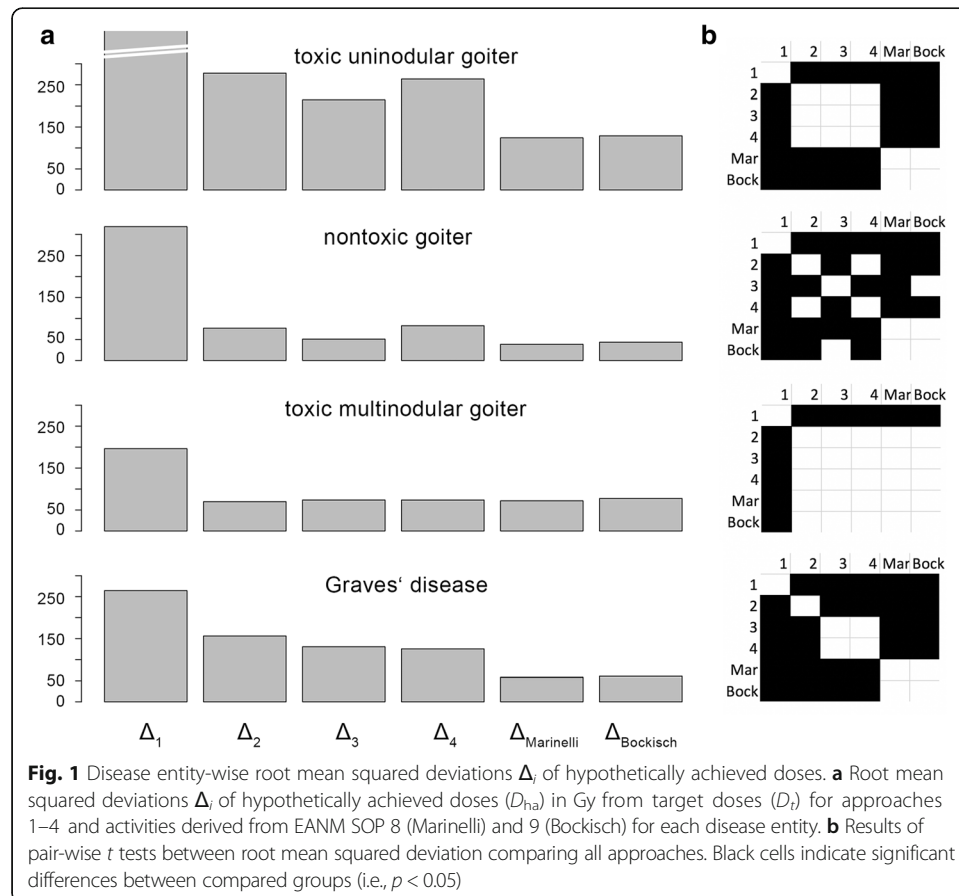 a
b
toxic uninodular goiter
250
150
50
0
1 2 3 4 Mar Bock
1
2
3
4
Mar
Bock
nontoxic goiter
250
150
50
0
1 2 3 4 Mar Bock
1
2
3
4
Mar
Bock
toxic multinodular goiter
250
150
50
0
1 2 3 4 Mar Bock
1
2
3
4
Mar
Bock
Graves‘ disease
250
150
50
0
1 2 3 4 Mar Bock
1
2
3
4
Mar
Bock
Δ1 Δ2 Δ3 Δ4 ΔMarinelli ΔBockisch
Fig. 1 Disease entity-wise root mean squared deviations Δi of hypothetically achieved doses. a Root mean
squared deviations Δi of hypothetically achieved doses (Dha) in Gy from target doses (Dt) for approaches
1–4 and activities derived from EANM SOP 8 (Marinelli) and 9 (Bockisch) for each disease entity. b Results of
pair-wise t tests between root mean squared deviation comparing all approaches. Black cells indicate significant
differences between compared groups (i.e., p < 0.05)